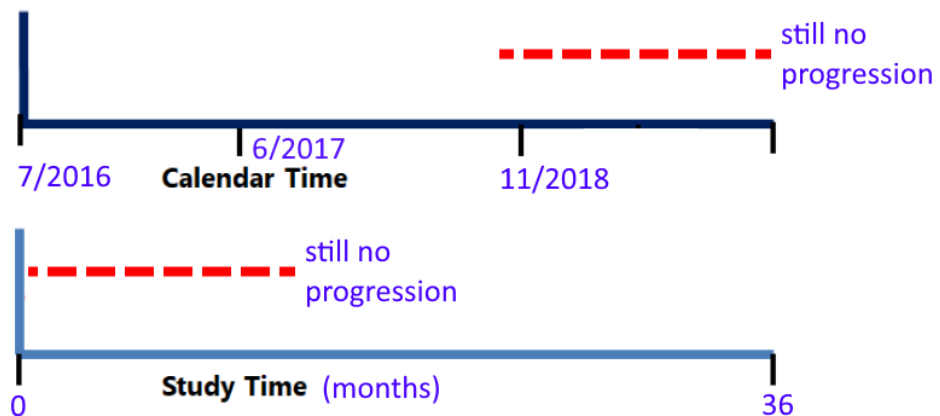 still no
progression
6/2017
7/2016
Calendar Time
11/2018
still no
progression
Study Time (months)
0
36